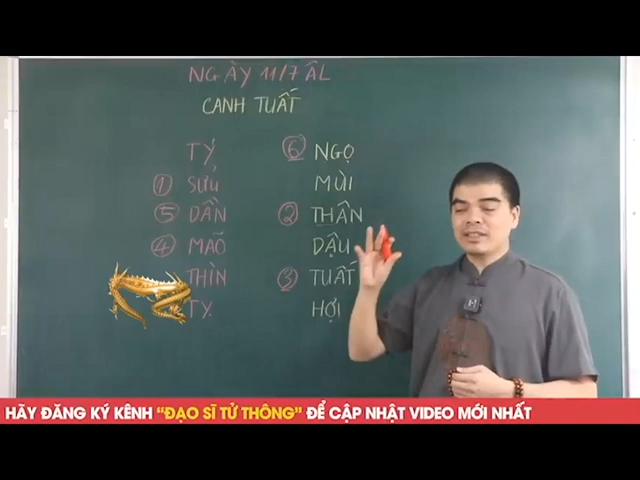 NGÀY 11/7 ÂL
CANH TUẤT
TÝ
① SỬU
⑤ DẦN
④ MÃO
THÌN
TỴ
⑥ NGỌ
MÙI
② THÂN
DẬU
③ TUẤT
HỢI
HÃY ĐĂNG KÝ KÊNH “ĐẠO SĨ TỬ THÔNG” ĐỂ CẬP NHẬT VIDEO MỚI NHẤT